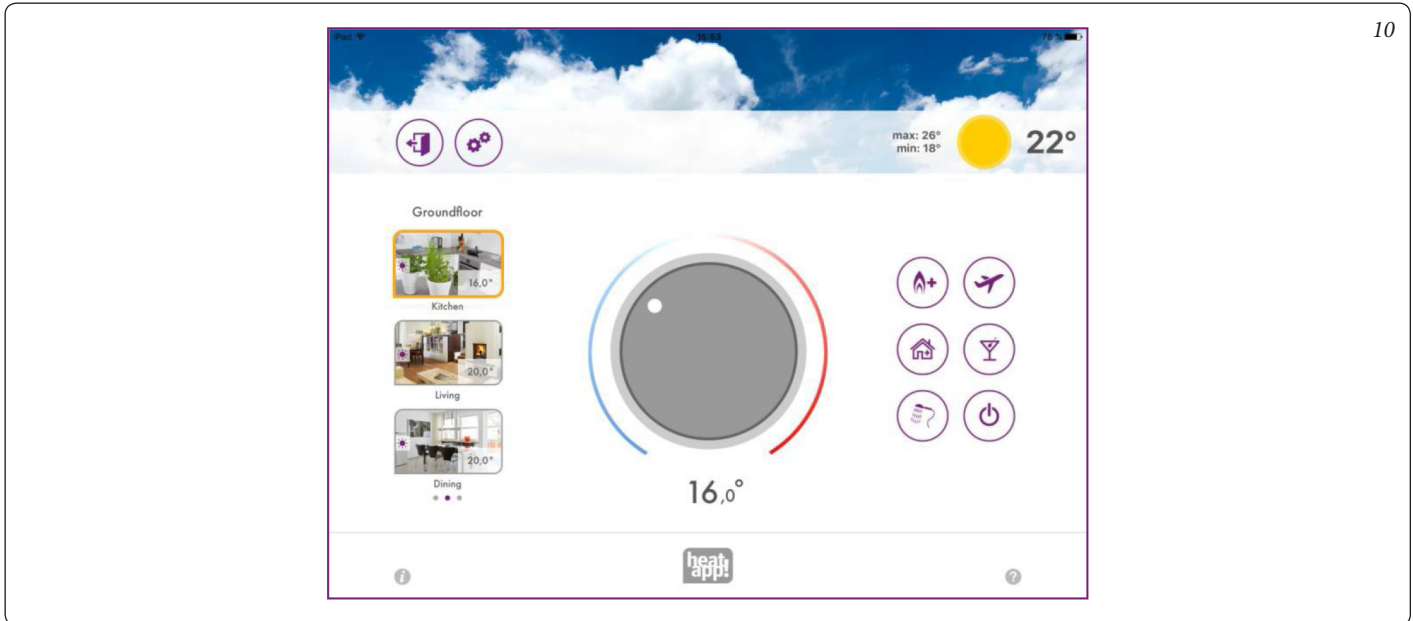 10
iPad 15:53 78 %
max: 26°
min: 18°
22°
Groundfloor
16,0°
Kitchen
20,0°
Living
20,0°
Dining
16,0°
heat
app!
i
?